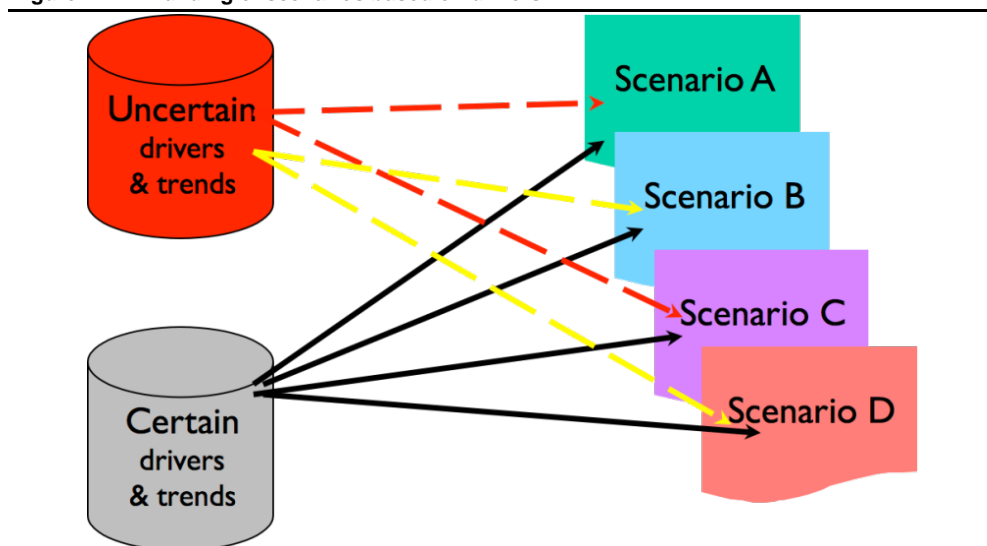 Uncertain
drivers
& trends
Scenario A
Scenario B
Scenario C
Scenario D
Certain
drivers
& trends